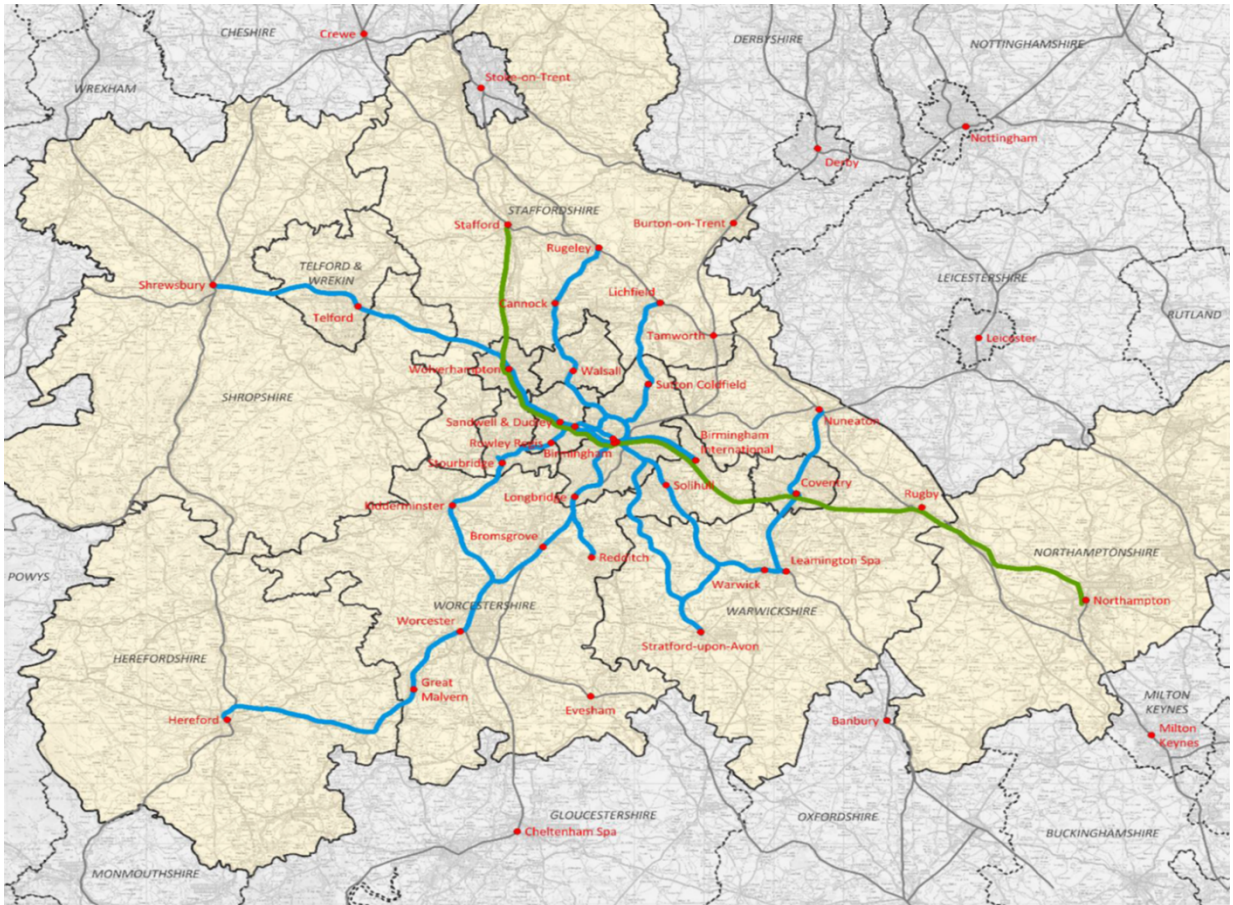 CHESHIRE
Crewe
DERBYSHIRE
NOTTINGHAMSHIRE
WREXHAM
Stoke-on-Trent
Nottingham
Derby
STAFFORDSHIRE
Stafford
Burton-on-Trent
Rugeley
TELFORD &
WREKIN
LEICESTERSHIRE
Shrewsbury
Lichfield
Cannock
RUTLAND
Telford
Tamworth
Leicester
Wolverhampton
Walsall
Sutton Coldfield
SHROPSHIRE
Sandwell & Dudley
Nuneaton
Rowley Regis
Birmingham
Birmingham
International
Stourbridge
Solihull
Coventry
Rugby
Longbridge
Kidderminster
Bromsgrove
Redditch
NORTHAMPTONSHIRE
Leamington Spa
POWYS
Warwick
Northampton
WORCESTERSHIRE
WARWICKSHIRE
Worcester
Stratford-upon-Avon
HEREFORDSHIRE
Great
Malvern
MILTON
KEYNES
Evesham
Hereford
Banbury
Milton
Keynes
GLOUCESTERSHIRE
OXFORDSHIRE
Cheltenham Spa
BUCKINGHAMSHIRE
MONMOUTHSHIRE